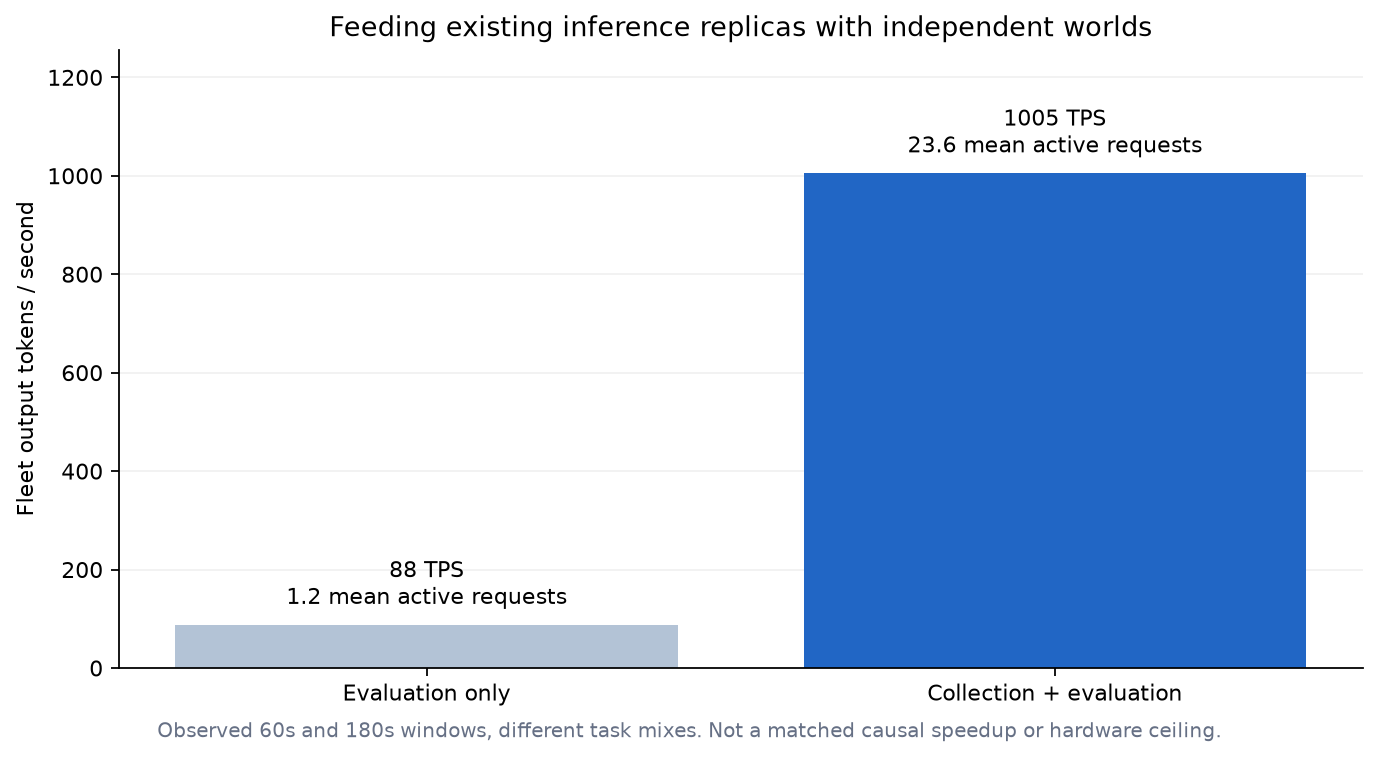 Feeding existing inference replicas with independent worlds
Fleet output tokens / second
1200
1000
800
600
400
200
0
1005 TPS
23.6 mean active requests
88 TPS
1.2 mean active requests
Evaluation only
Collection + evaluation
Observed 60s and 180s windows, different task mixes. Not a matched causal speedup or hardware ceiling.